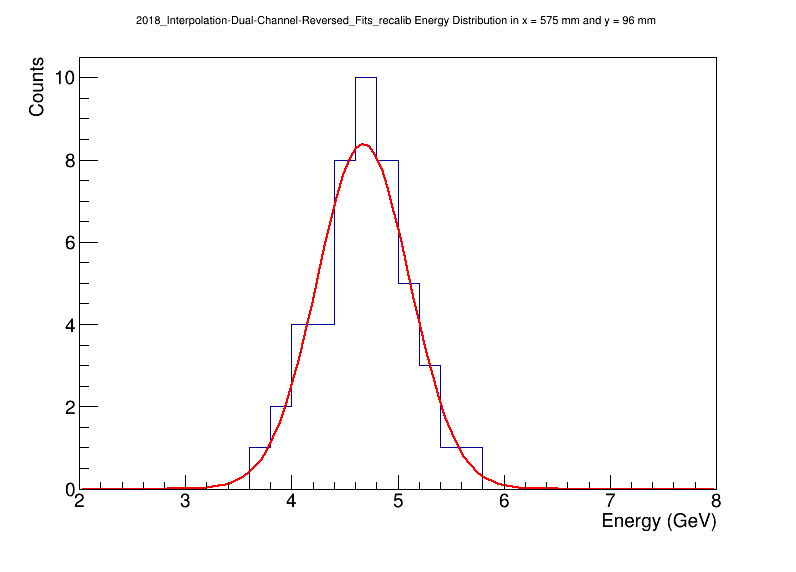 2018_Interpolation-Dual-Channel-Reversed_Fits_recalib Energy Distribution in x = 575 mm and y = 96 mm
Counts
10
8
6
4
2
0
2 3 4 5 6 7 8
Energy (GeV)